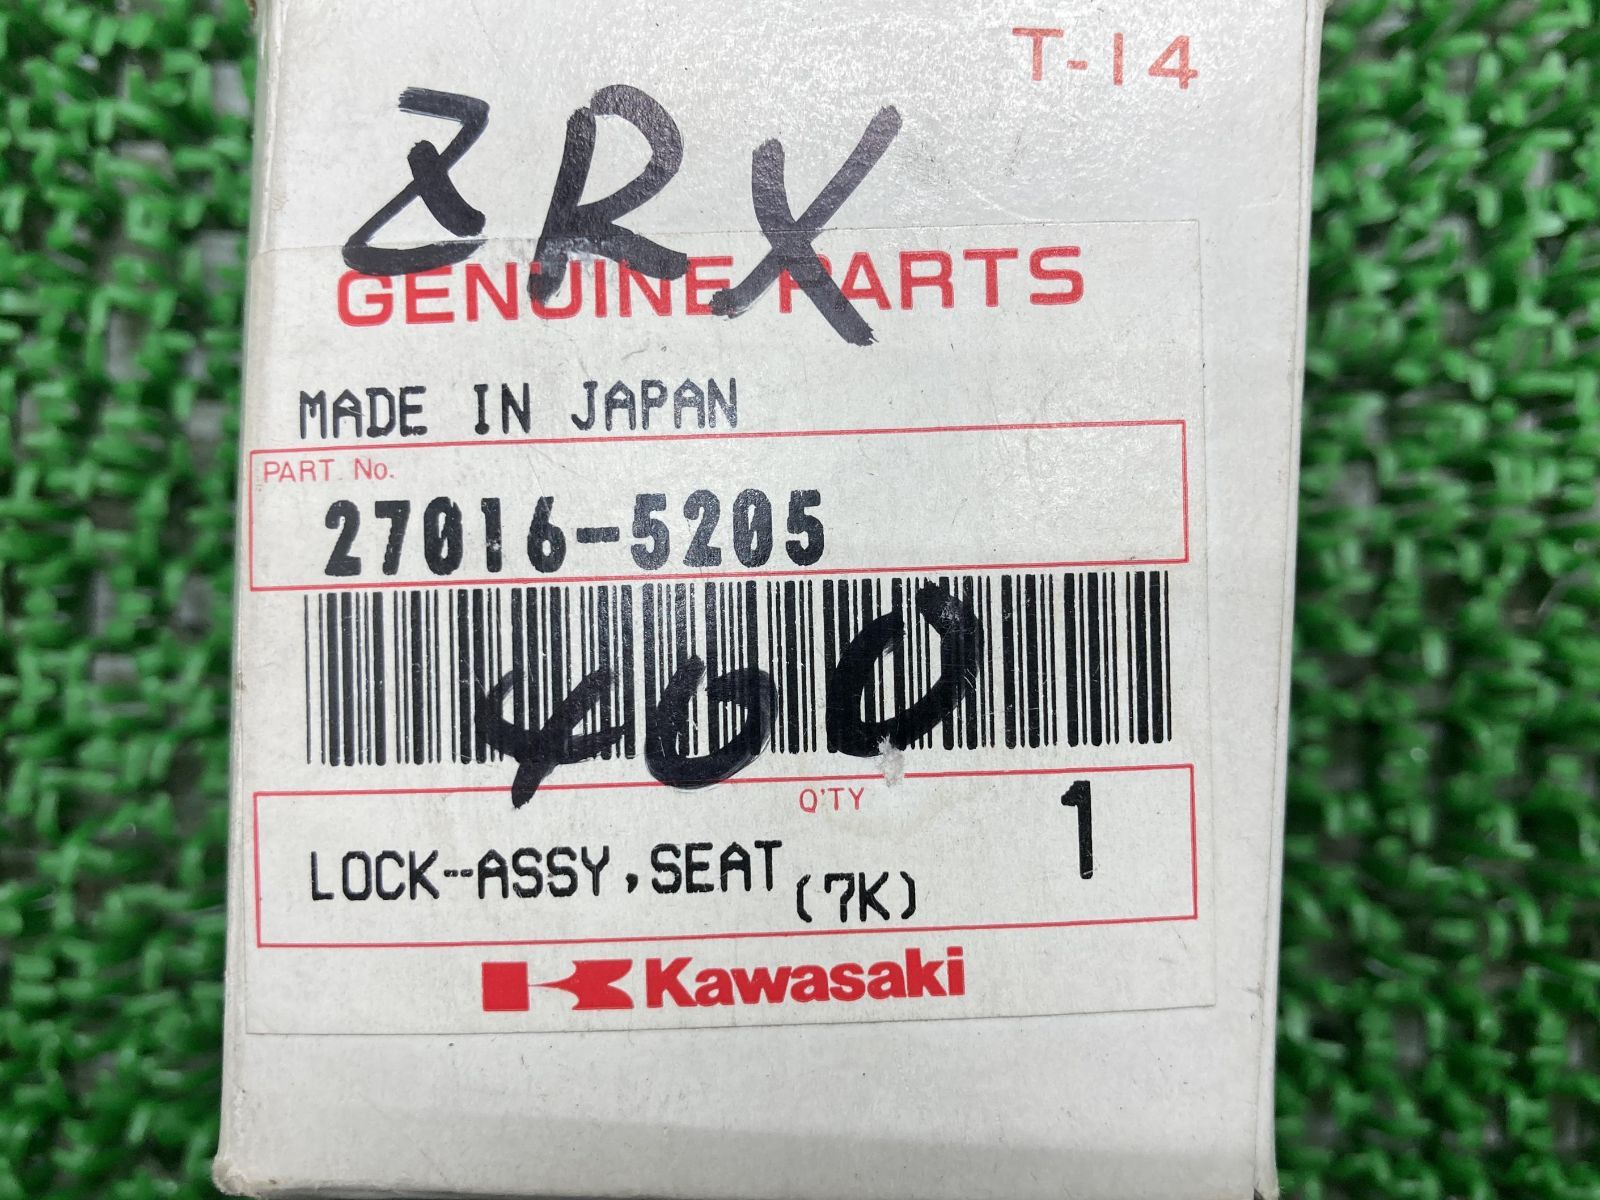 T-14
ZRX
GENUINE PARTS
MADE IN JAPAN
PART No.
27016-5205
400
Q'TY
1
LOCK-ASSY,SEAT (7K)
Kawasaki